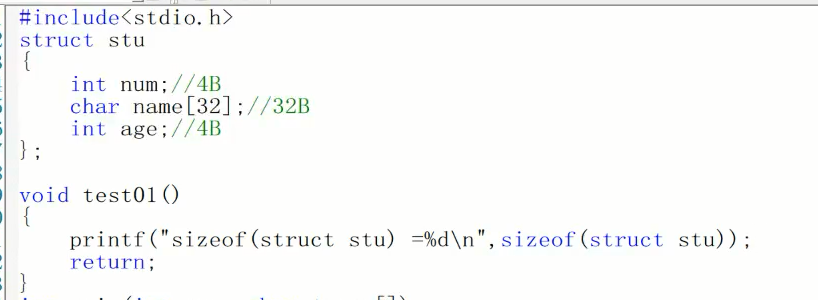 #include<stdio.h>
struct stu
{
    int num;//4B
    char name[32];//32B
    int age;//4B
};
void test01()
{
    printf("sizeof(struct stu) =%d\n",sizeof(struct stu));
    return;
}